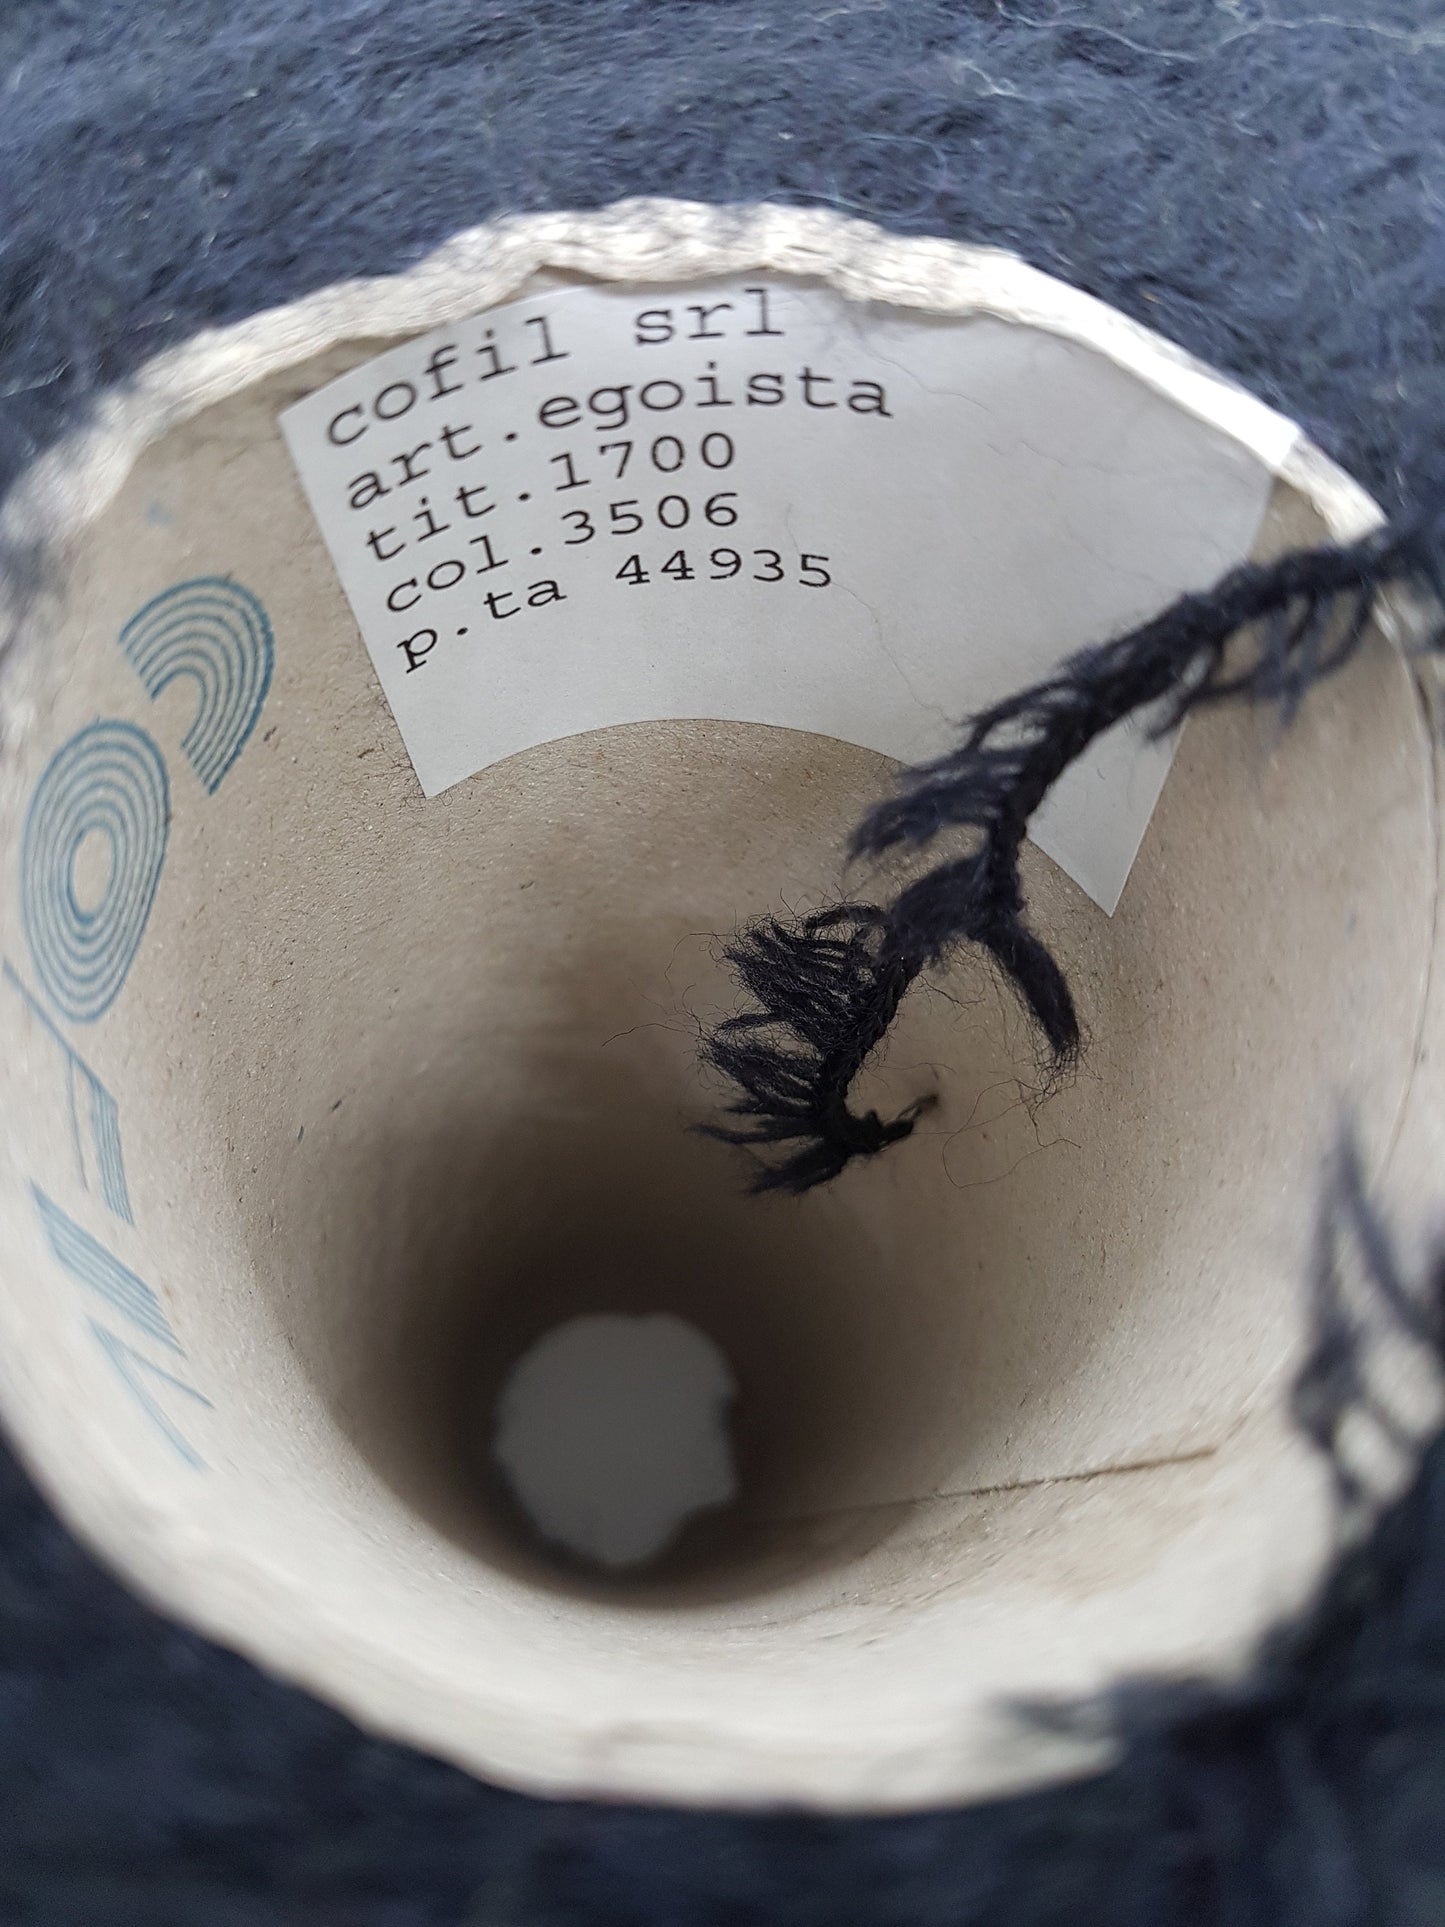 cofil srl
art.egoista
tit.1700
col.3506
p.ta 44935